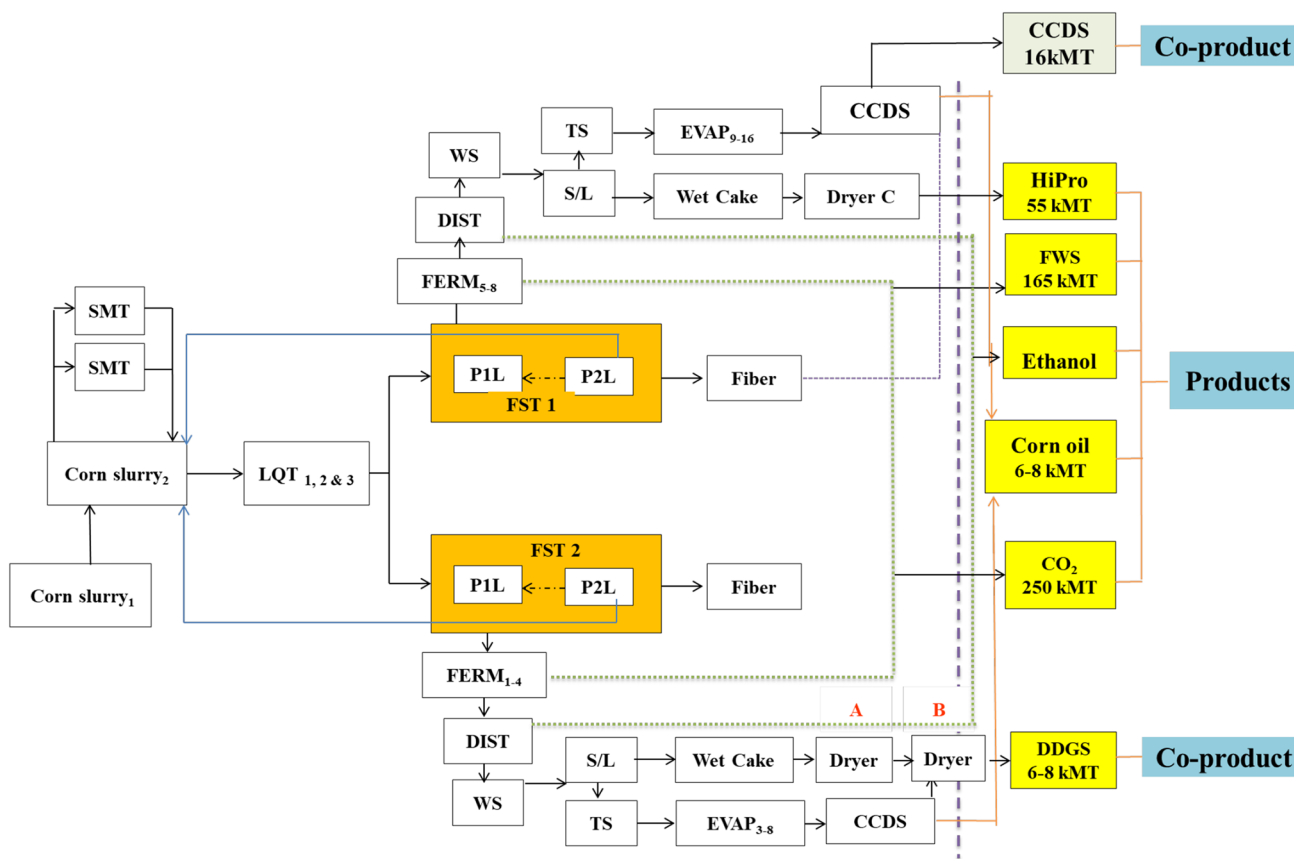 CCDS
16kMT
Co-product
CCDS
TS
EVAP9-16
WS
S/L
Wet Cake
Dryer C
HiPro
55 kMT
DIST
FWS
165 kMT
FERM5-8
SMT
SMT
P1L
P2L
FST 1
Fiber
Ethanol
Products
Corn slurry2
LQT 1, 2 & 3
Corn oil
6-8 kMT
FST 2
P1L
P2L
Fiber
CO2
250 kMT
Corn slurry1
FERM1-4
A
B
DIST
S/L
Wet Cake
Dryer
Dryer
DDGS
6-8 kMT
Co-product
WS
TS
EVAP3-8
CCDS